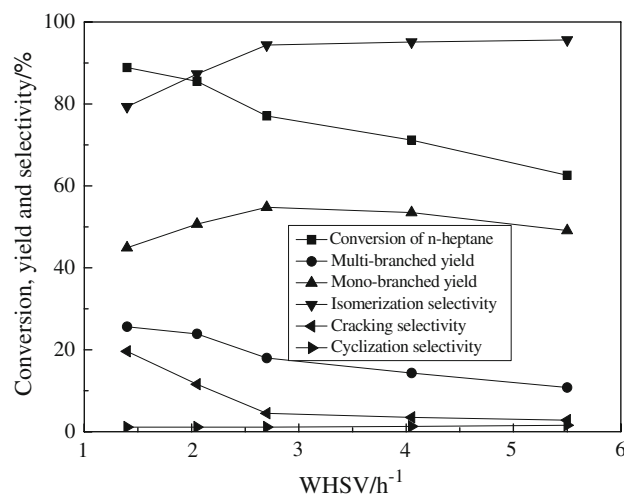 Conversion, yield and selectivity/%
100
80
60
40
20
0
Conversion of n-heptane
Multi-branched yield
Mono-branched yield
Isomerization selectivity
Cracking selectivity
Cyclization selectivity
1 2 3 4 5 6
WHSV/h⁻¹